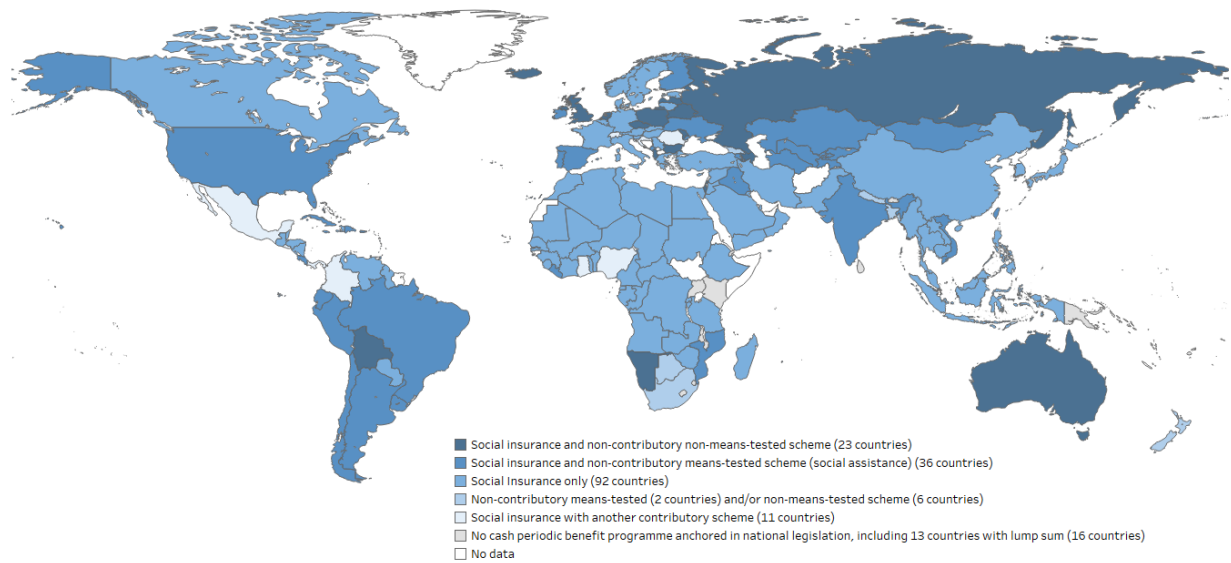 Social insurance and non-contributory non-means-tested scheme (23 countries)
Social insurance and non-contributory means-tested scheme (social assistance) (36 countries)
Social Insurance only (92 countries)
Non-contributory means-tested (2 countries) and/or non-means-tested scheme (6 countries)
Social insurance with another contributory scheme (11 countries)
No cash periodic benefit programme anchored in national legislation, including 13 countries with lump sum (16 countries)
No data